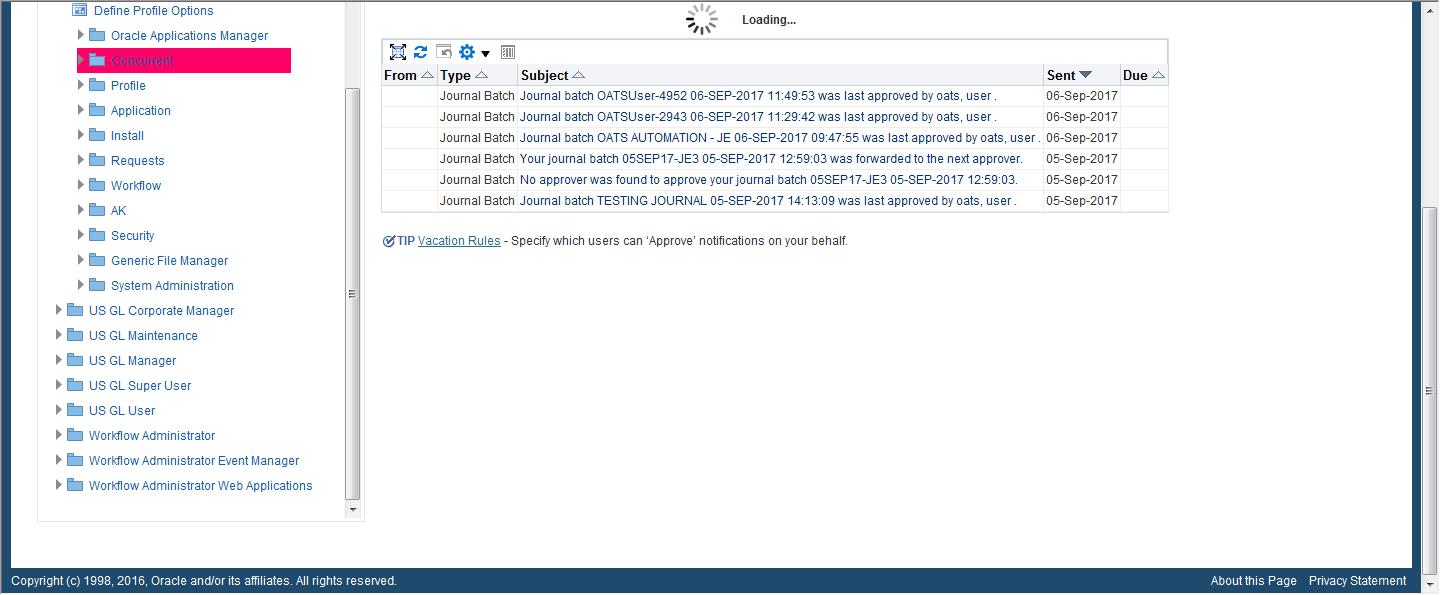 Define Profile Options
Oracle Applications Manager
Concurrent
Profile
Application
Install
Requests
Workflow
AK
Security
Generic File Manager
System Administration
US GL Corporate Manager
US GL Maintenance
US GL Manager
US GL Super User
US GL User
Workflow Administrator
Workflow Administrator Event Manager
Workflow Administrator Web Applications
Loading...
From Type Subject Sent Due
Journal Batch Journal batch OATSUser-4952 06-SEP-2017 11:49:53 was last approved by oats, user . 06-Sep-2017
Journal Batch Journal batch OATSUser-2943 06-SEP-2017 11:29:42 was last approved by oats, user . 06-Sep-2017
Journal Batch Journal batch OATS AUTOMATION - JE 06-SEP-2017 09:47:55 was last approved by oats, user . 06-Sep-2017
Journal Batch Your journal batch 05SEP17-JE3 05-SEP-2017 12:59:03 was forwarded to the next approver. 05-Sep-2017
Journal Batch No approver was found to approve your journal batch 05SEP17-JE3 05-SEP-2017 12:59:03. 05-Sep-2017
Journal Batch Journal batch TESTING JOURNAL 05-SEP-2017 14:13:09 was last approved by oats, user . 05-Sep-2017
TIP Vacation Rules - Specify which users can ‘Approve’ notifications on your behalf.
Copyright (c) 1998, 2016, Oracle and/or its affiliates. All rights reserved. About this Page Privacy Statement